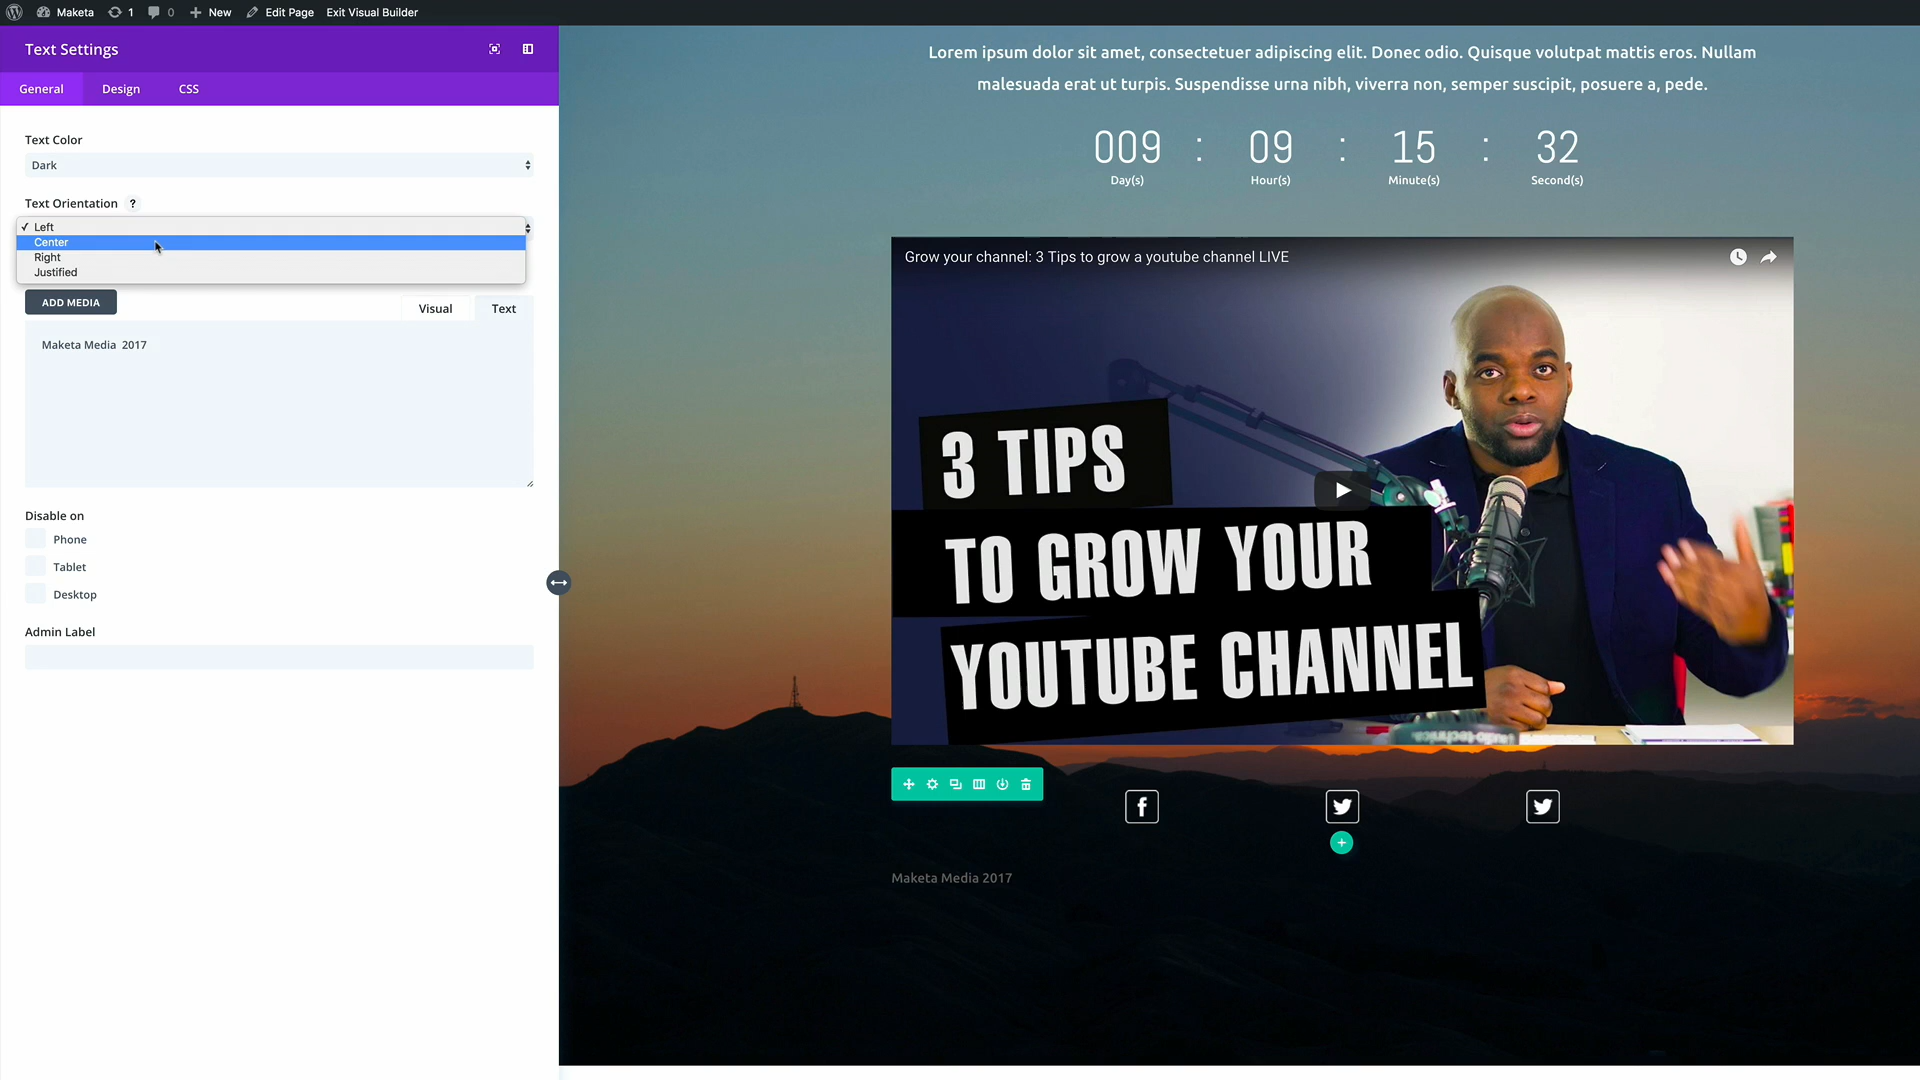 Maketa
1
0
New
Edit Page
Exit Visual Builder
Text Settings
General
Design
CSS
Text Color
Dark
Text Orientation ?
✓ Left
Center
Right
Justified
ADD MEDIA
Visual
Text
Maketa Media 2017
Disable on
Phone
Tablet
Desktop
Admin Label
Lorem ipsum dolor sit amet, consectetuer adipiscing elit. Donec odio. Quisque volutpat mattis eros. Nullam
malesuada erat ut turpis. Suspendisse urna nibh, viverra non, semper suscipit, posuere a, pede.
009 : 09 : 15 : 32
Day(s) Hour(s) Minute(s) Second(s)
Grow your channel: 3 Tips to grow a youtube channel LIVE
3 TIPS
TO GROW YOUR
YOUTUBE CHANNEL
audio-technica
Maketa Media 2017